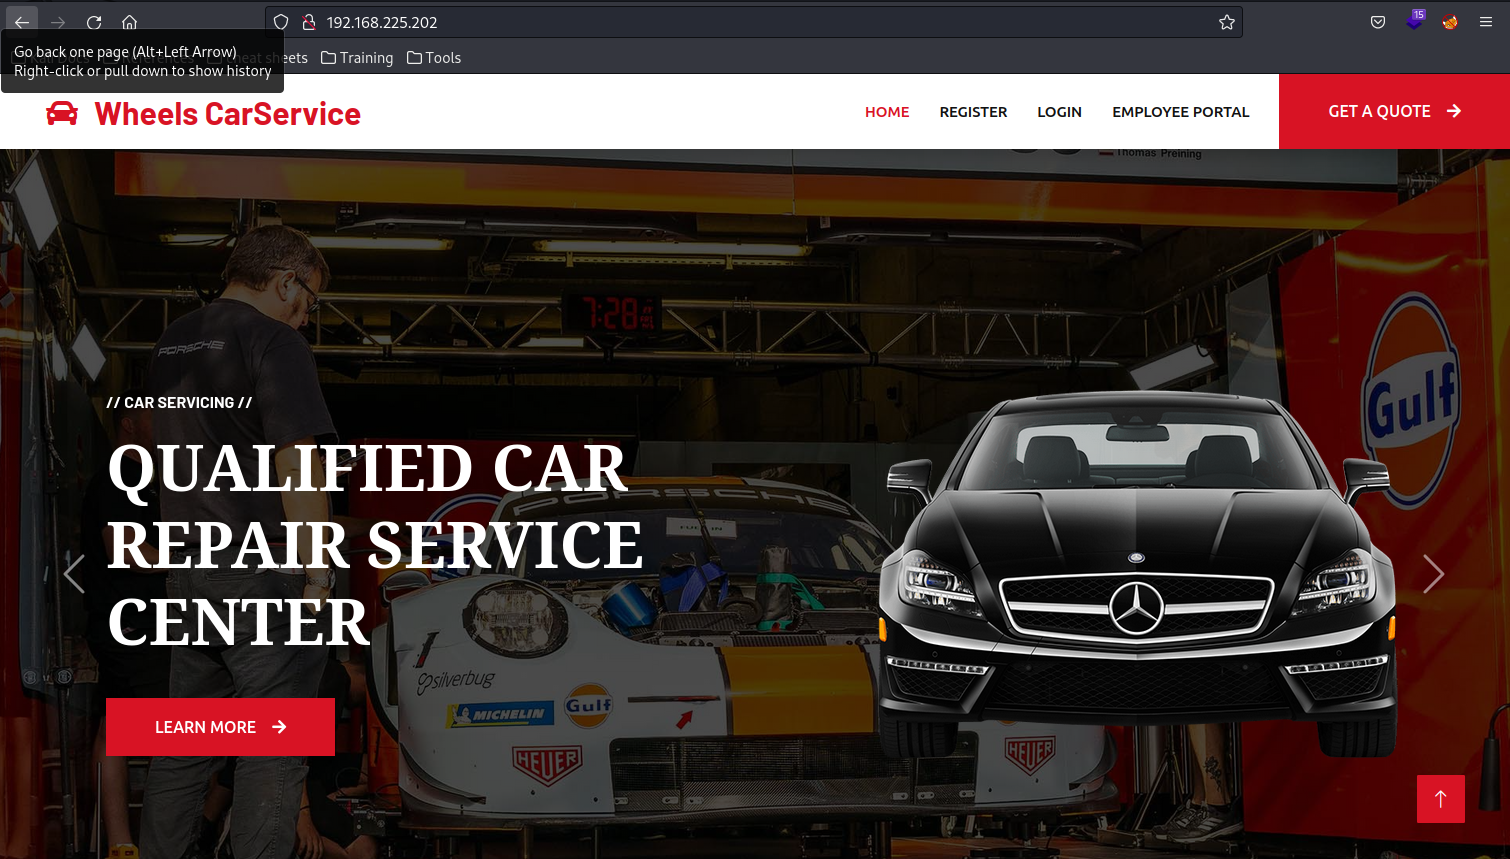 192.168.225.202
15
Go back one page (Alt+Left Arrow)
Right-click or pull down to show history
sheets
Training
Tools
Wheels CarService
HOME
REGISTER
LOGIN
EMPLOYEE PORTAL
GET A QUOTE
Thomas Preining
7:28
PORSCHE
Gulf
// CAR SERVICING //
QUALIFIED CAR
REPAIR SERVICE
CENTER
PORSCHE
silverbug
MICHELIN
Gulf
HEUER
HEUER
LEARN MORE